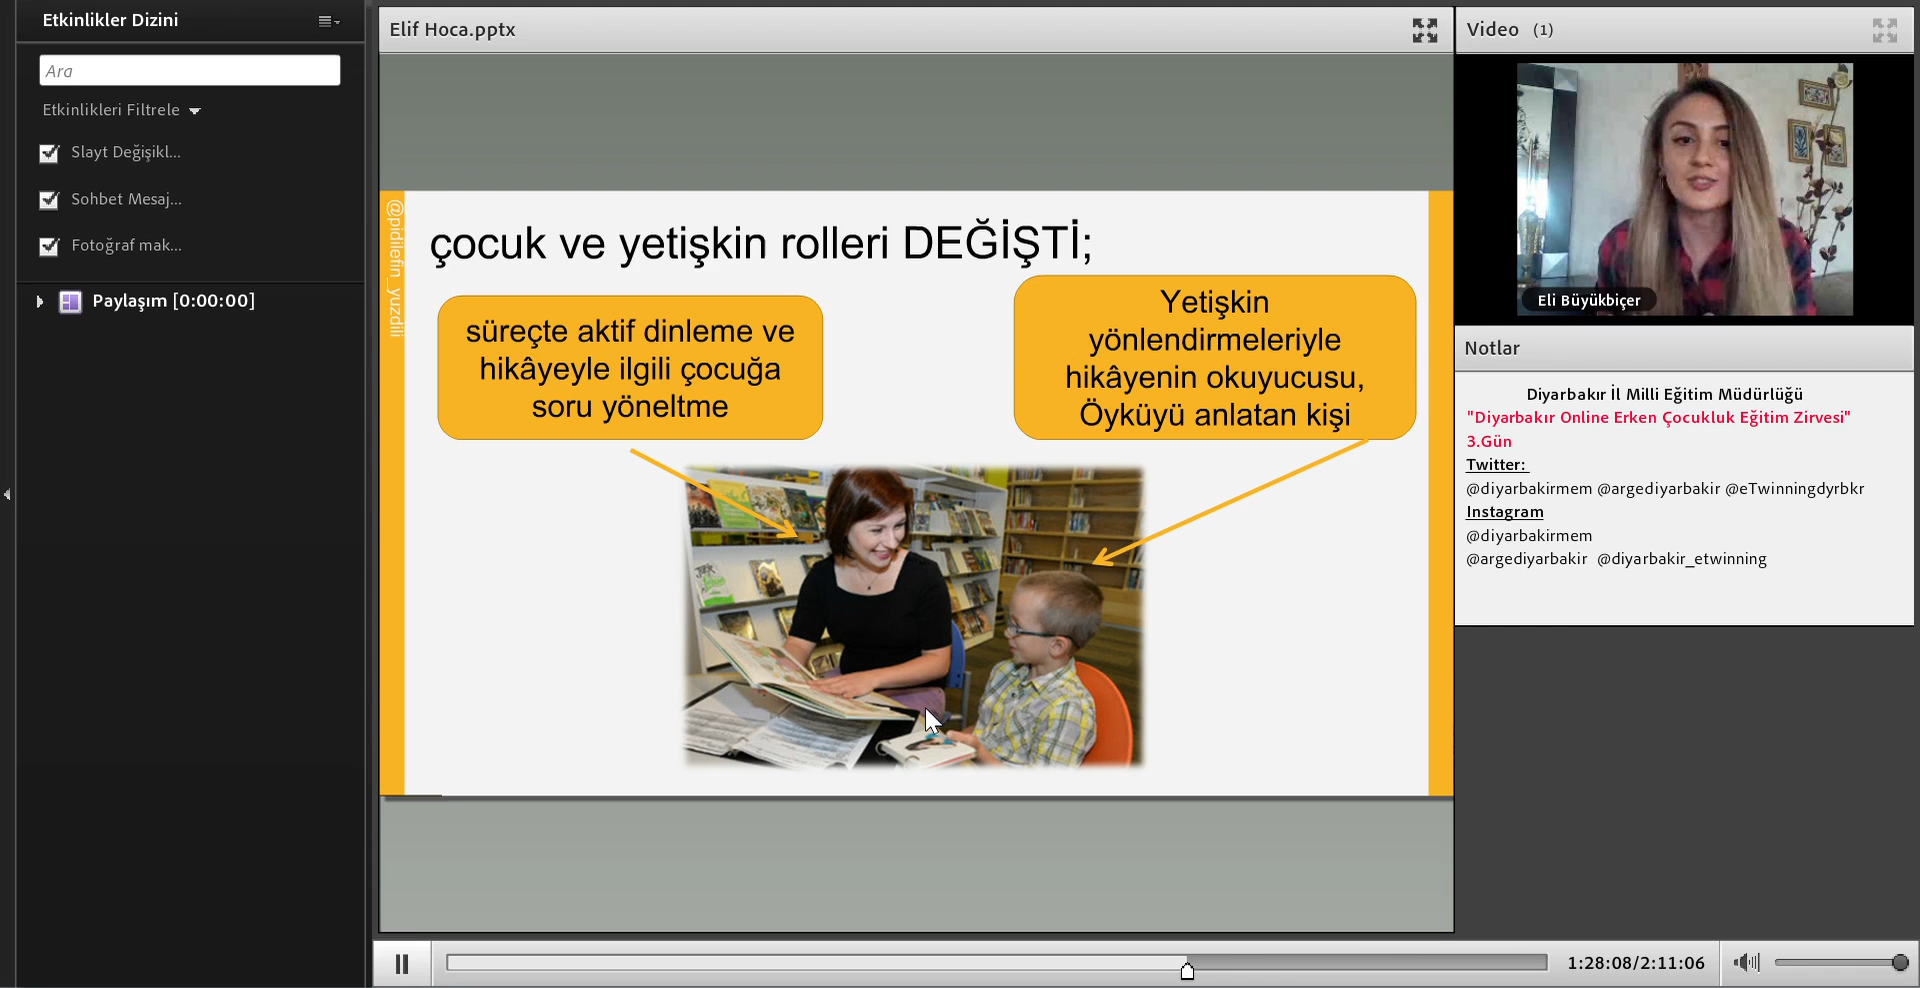 Etkinlikler Dizini
Ara
Etkinlikleri Filtrele
Slayt Değişikl...
Sohbet Mesaj...
Fotoğraf mak...
Paylaşım [0:00:00]
Elif Hoca.pptx
@pidilefin_yuzdili
çocuk ve yetişkin rolleri DEĞİŞTİ;
süreçte aktif dinleme ve
hikâyeyle ilgili çocuğa
soru yöneltme
Yetişkin
yönlendirmeleriyle
hikâyenin okuyucusu,
Öyküyü anlatan kişi
Video (1)
Eli Büyükbiçer
Notlar
Diyarbakır İl Milli Eğitim Müdürlüğü
"Diyarbakır Online Erken Çocukluk Eğitim Zirvesi"
3.Gün
Twitter:
@diyarbakirmem @argediyarbakir @eTwinningdyrbkr
Instagram
@diyarbakirmem
@argediyarbakir @diyarbakir_etwinning
1:28:08/2:11:06